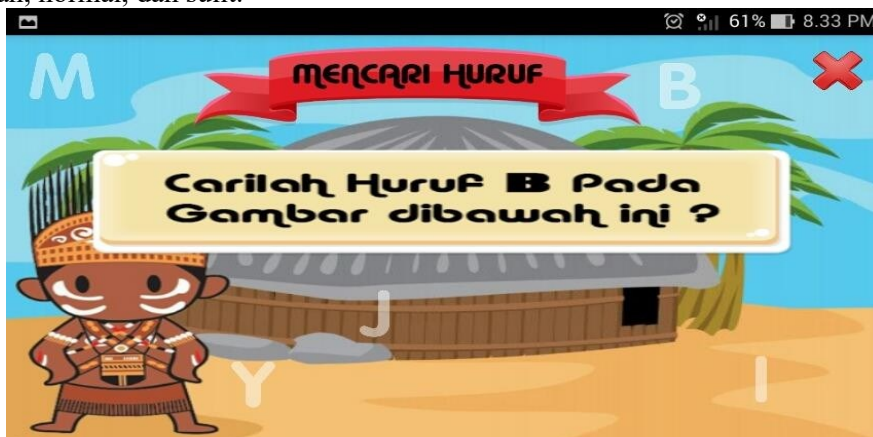 61% 8.33 PM
M
MENCARI HURUF
B
Carilah Huruf B Pada
Gambar dibawah ini ?
J
Y
I